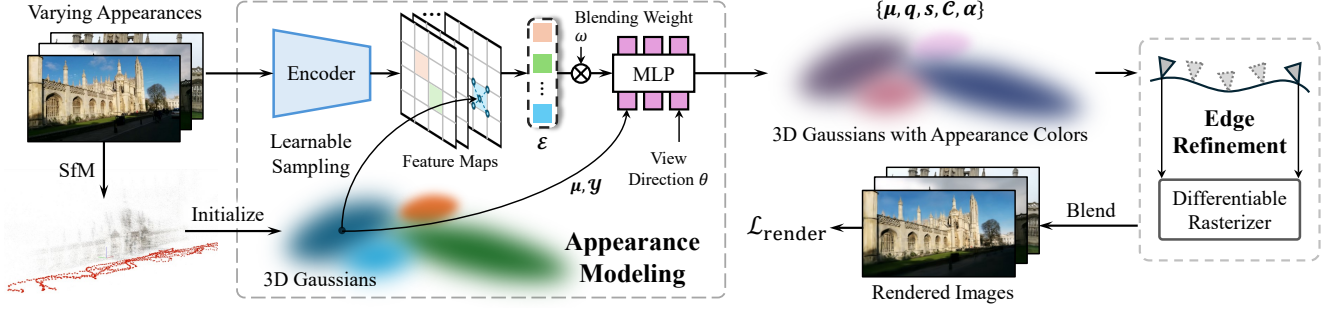 Varying Appearances
SfM
Initialize
Encoder
Learnable
Sampling
Feature Maps
ℰ
Blending Weight
ω
MLP
View
Direction θ
μ, 𝒴
3D Gaussians
Appearance
Modeling
{μ, q, s, 𝒞, α}
3D Gaussians with Appearance Colors
Edge
Refinement
Differentiable
Rasterizer
Blend
ℒrender
Rendered Images